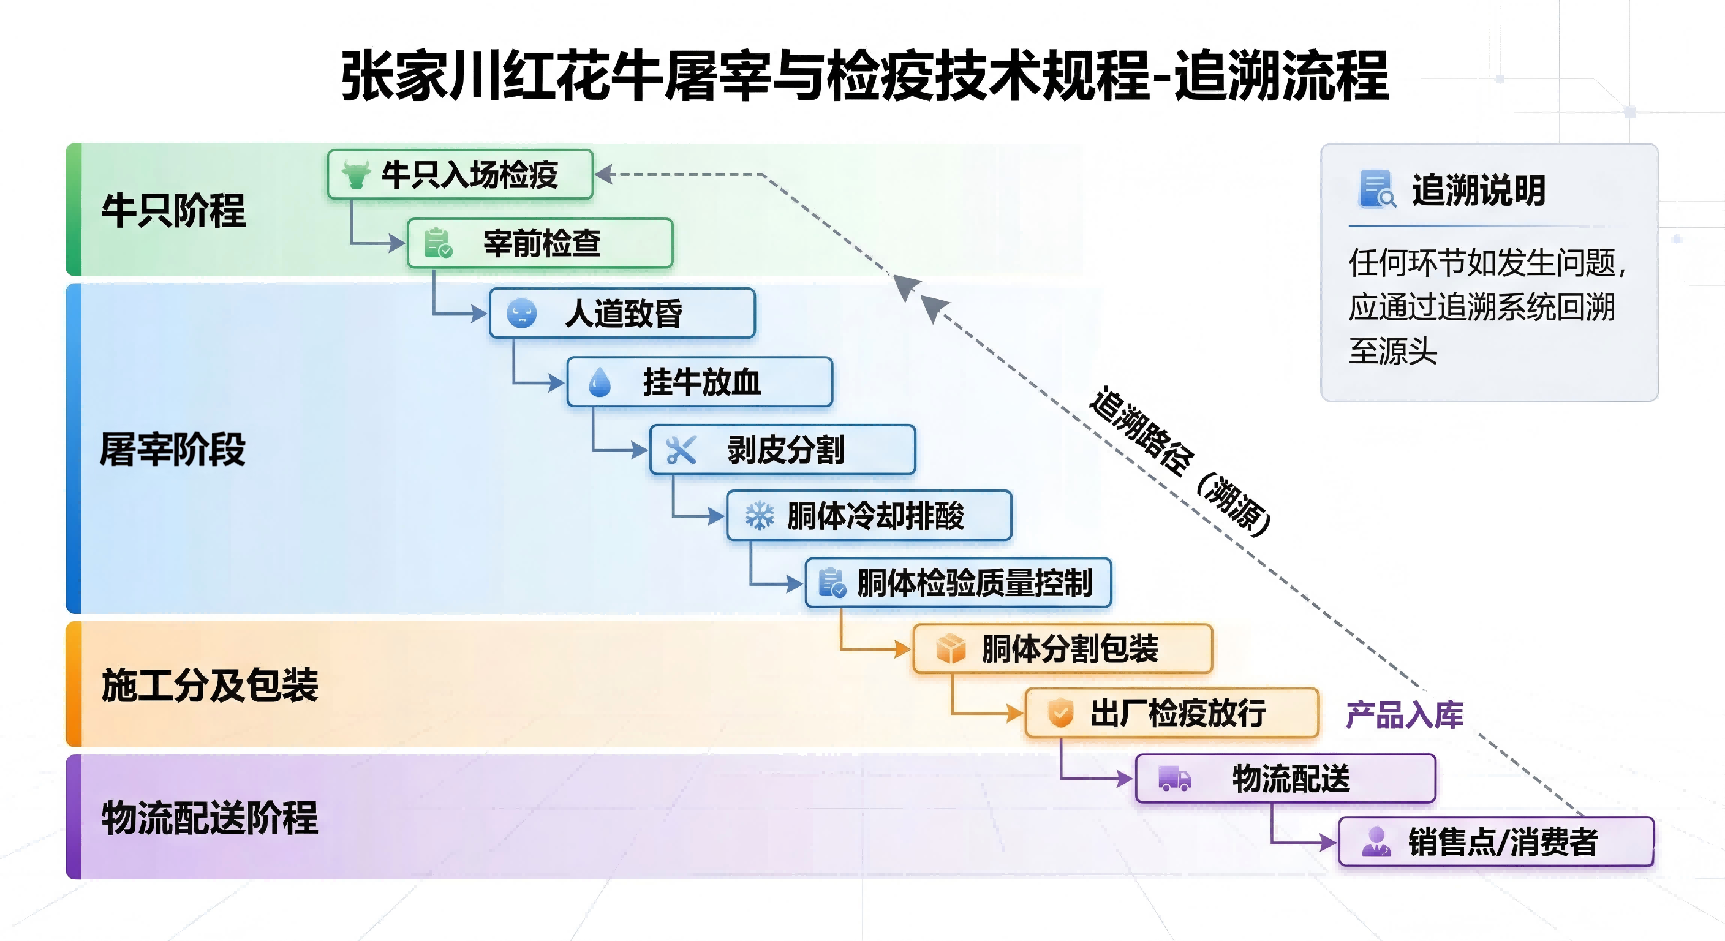 张家川红花牛屠宰与检疫技术规程-追溯流程
牛只阶程
牛只入场检疫
宰前检查
屠宰阶段
人道致昏
挂牛放血
剥皮分割
胴体冷却排酸
胴体检验质量控制
施工分及包装
胴体分割包装
出厂检疫放行
产品入库
物流配送阶程
物流配送
销售点/消费者
追溯路径（溯源）
追溯说明
任何环节如发生问题，
应通过追溯系统回溯
至源头